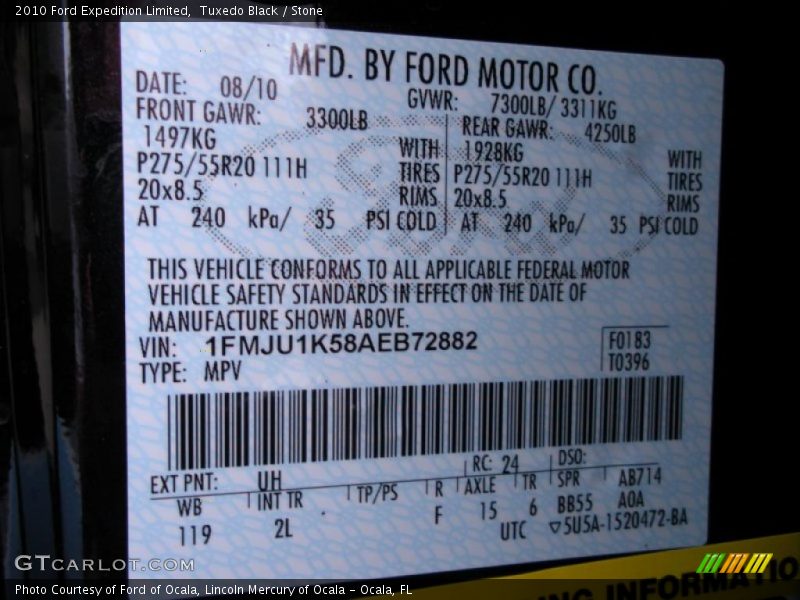 2010 Ford Expedition Limited, Tuxedo Black / Stone
MFD. BY FORD MOTOR CO.
DATE: 08/10 GVWR: 7300LB/ 3311KG
FRONT GAWR: 3300LB REAR GAWR: 4250LB
1497KG WITH 1928KG WITH
P275/55R20 111H TIRES P275/55R20 111H TIRES
20x8.5 RIMS 20x8.5 RIMS
AT 240 kPa/ 35 PSI COLD AT 240 kPa/ 35 PSI COLD
THIS VEHICLE CONFORMS TO ALL APPLICABLE FEDERAL MOTOR
VEHICLE SAFETY STANDARDS IN EFFECT ON THE DATE OF
MANUFACTURE SHOWN ABOVE.
VIN: 1FMJU1K58AEB72882 F0183
TYPE: MPV T0396
EXT PNT: UH RC: 24 DSO:
WB INT TR TP/PS R AXLE TR SPR AB714
119 2L F 15 6 BB55 A0A
UTC ▽5U5A-1520472-BA
NG INFORMATIO
GTCARLOT.COM
Photo Courtesy of Ford of Ocala, Lincoln Mercury of Ocala - Ocala, FL